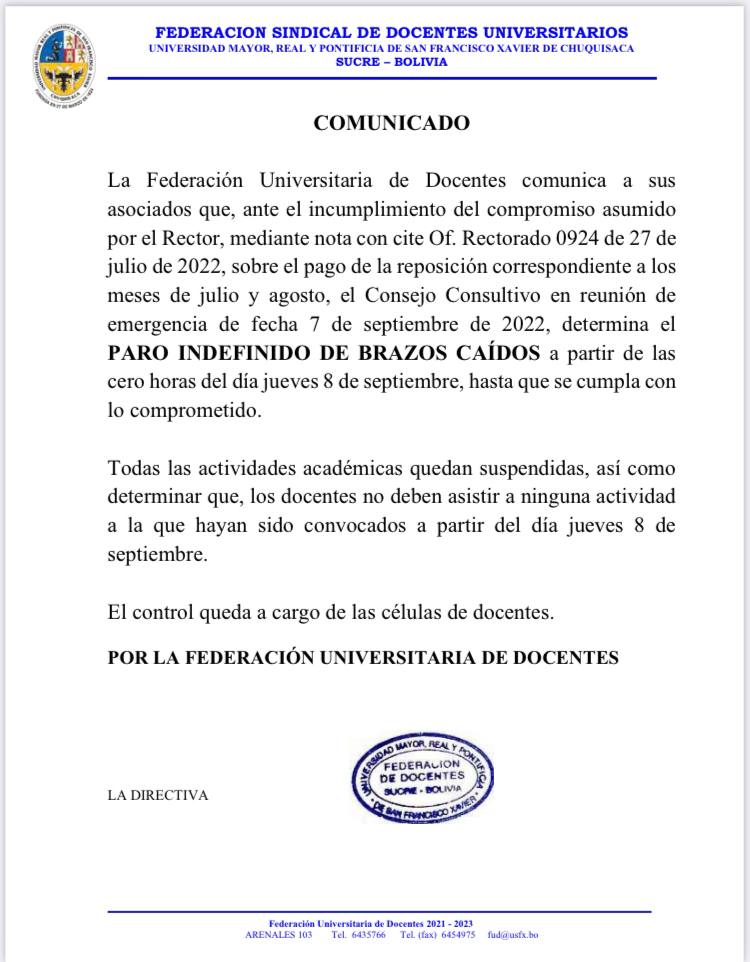 FEDERACION SINDICAL DE DOCENTES UNIVERSITARIOS
UNIVERSIDAD MAYOR, REAL Y PONTIFICIA DE SAN FRANCISCO XAVIER DE CHUQUISACA
SUCRE – BOLIVIA
COMUNICADO
La Federación Universitaria de Docentes comunica a sus
asociados que, ante el incumplimiento del compromiso asumido
por el Rector, mediante nota con cite Of. Rectorado 0924 de 27 de
julio de 2022, sobre el pago de la reposición correspondiente a los
meses de julio y agosto, el Consejo Consultivo en reunión de
emergencia de fecha 7 de septiembre de 2022, determina el
PARO INDEFINIDO DE BRAZOS CAÍDOS a partir de las
cero horas del día jueves 8 de septiembre, hasta que se cumpla con
lo comprometido.
Todas las actividades académicas quedan suspendidas, así como
determinar que, los docentes no deben asistir a ninguna actividad
a la que hayan sido convocados a partir del día jueves 8 de
septiembre.
El control queda a cargo de las células de docentes.
POR LA FEDERACIÓN UNIVERSITARIA DE DOCENTES
UNIVERSIDAD MAYOR, REAL Y PONTIFICIA
FEDERACION
DE DOCENTES
SUCRE - BOLIVIA
DE SAN FRANCISCO XAVIER
LA DIRECTIVA
Federación Universitaria de Docentes 2021 - 2023
ARENALES 103 Tel. 6435766 Tel. (fax) 6454975 fud@usfx.bo